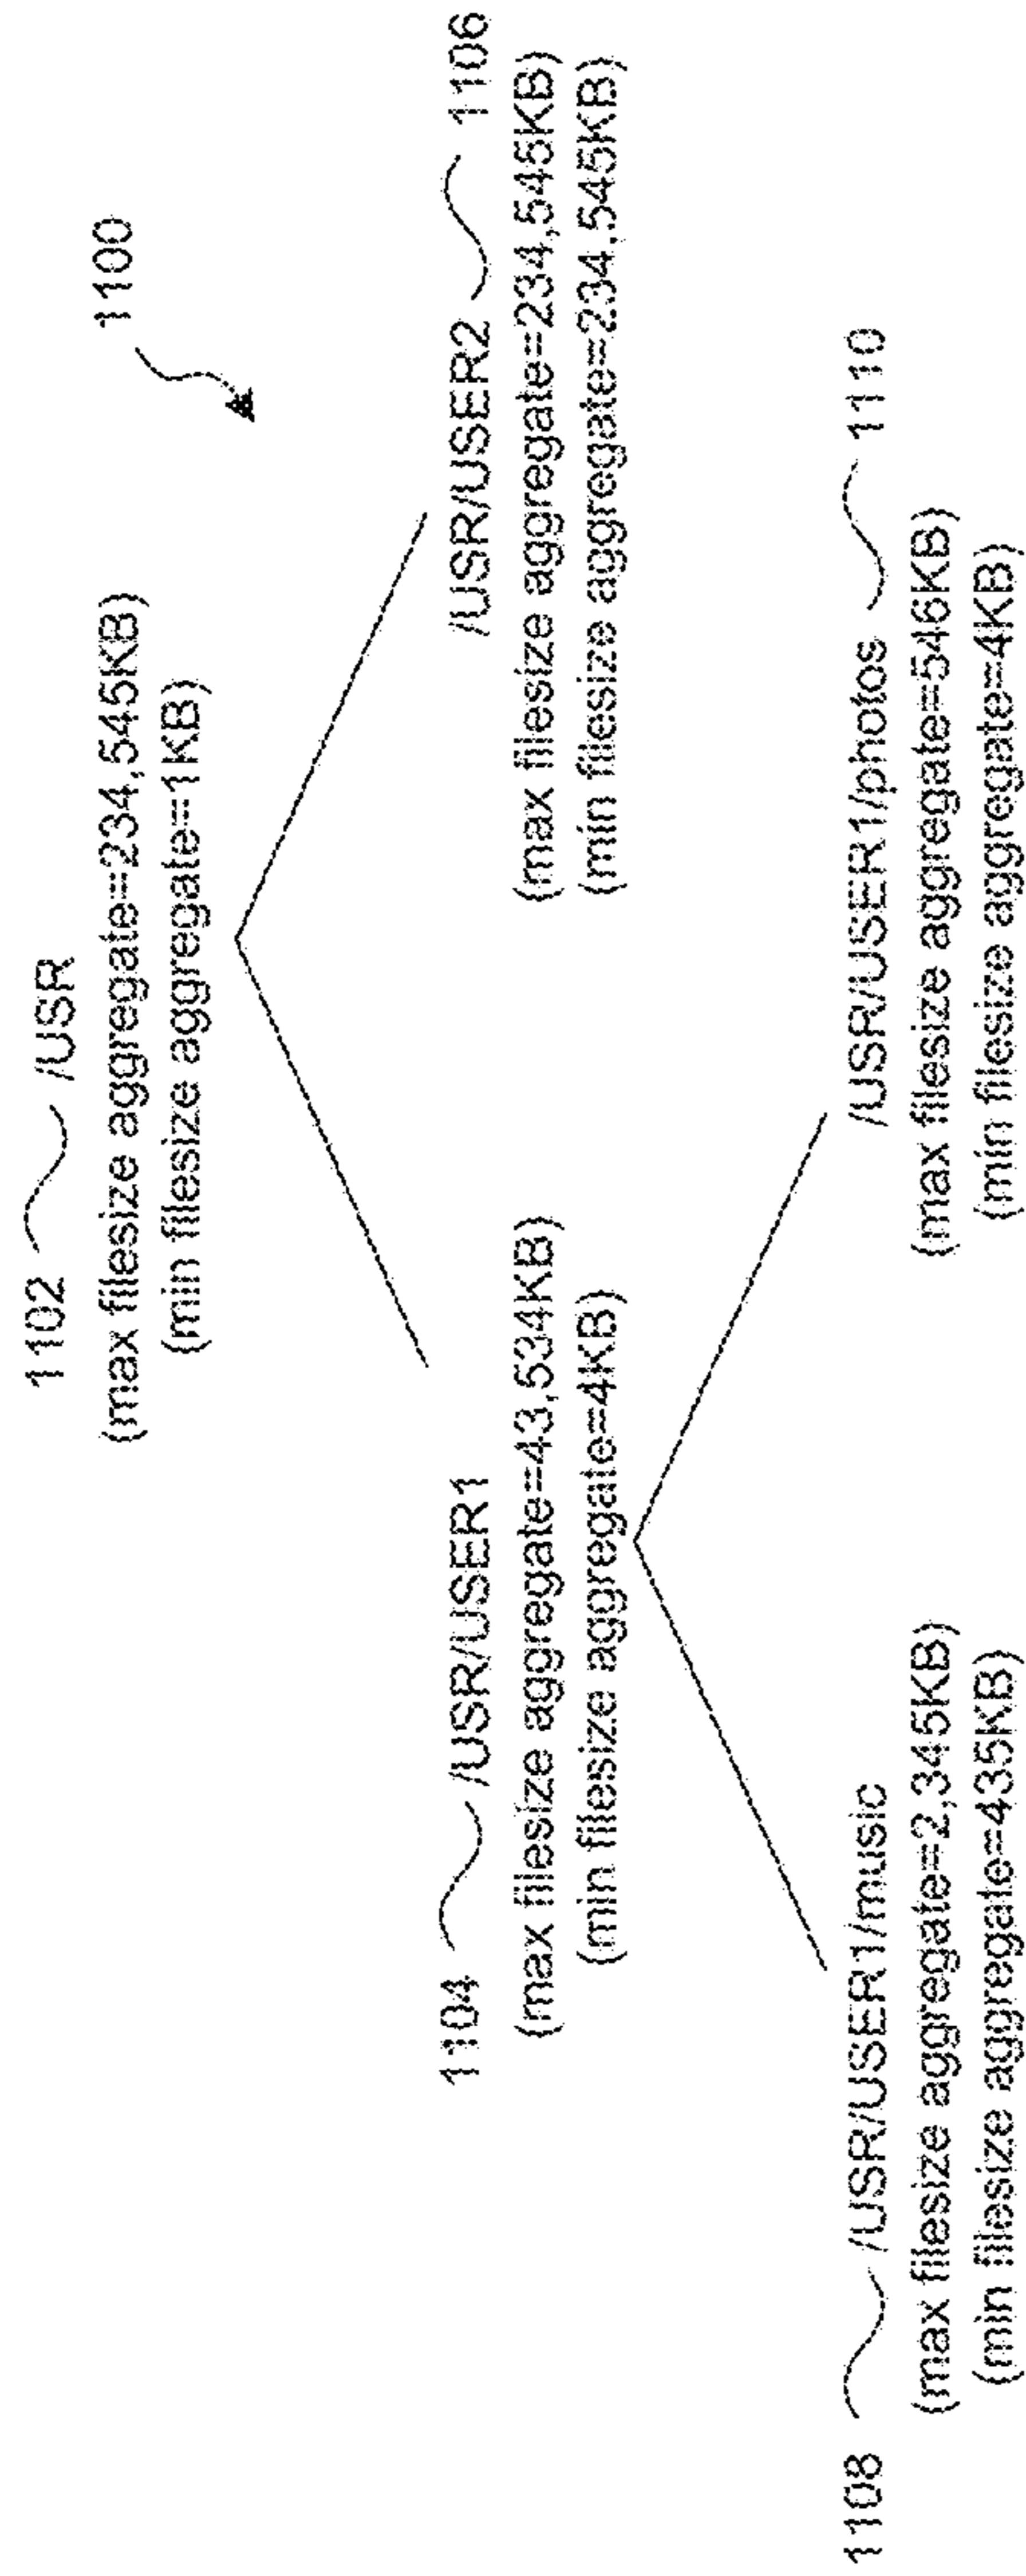 1100
1102 /USR
(max filesize aggregate=234,545KB)
(min filesize aggregate=1KB)
1104 /USR/USER1
(max filesize aggregate=43,534KB)
(min filesize aggregate=4KB)
/USR/USER2 1106
(max filesize aggregate=234,545KB)
(min filesize aggregate=234,545KB)
1108 /USR/USER1/music
(max filesize aggregate=2,345KB)
(min filesize aggregate=435KB)
/USR/USER1/photos 1110
(max filesize aggregate=546KB)
(min filesize aggregate=4KB)